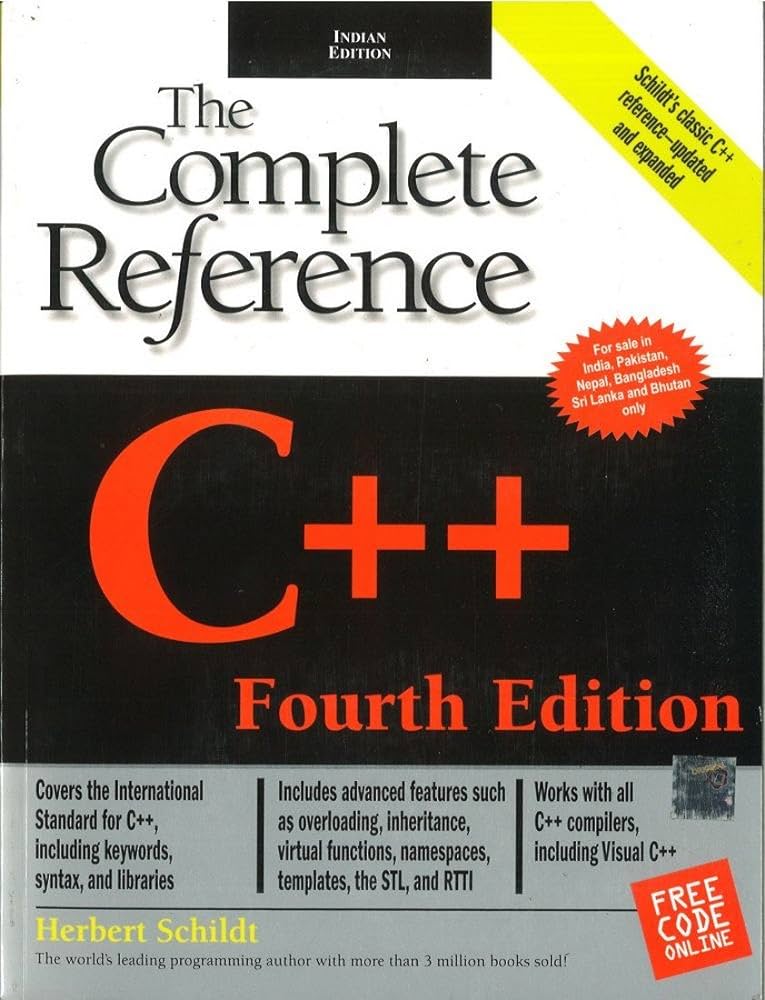 INDIAN
EDITION
Schildt's classic C++
reference—updated
and expanded
The
Complete
Reference
For sale in
India, Pakistan,
Nepal, Bangladesh
Sri Lanka and Bhutan
only
C++
Fourth Edition
Covers the International
Standard for C++,
including keywords,
syntax, and libraries
Includes advanced features such
as overloading, inheritance,
virtual functions, namespaces,
templates, the STL, and RTTI
Works with all
C++ compilers,
including Visual C++
FREE
CODE
ONLINE
Herbert Schildt
The world's leading programming author with more than 3 million books sold!